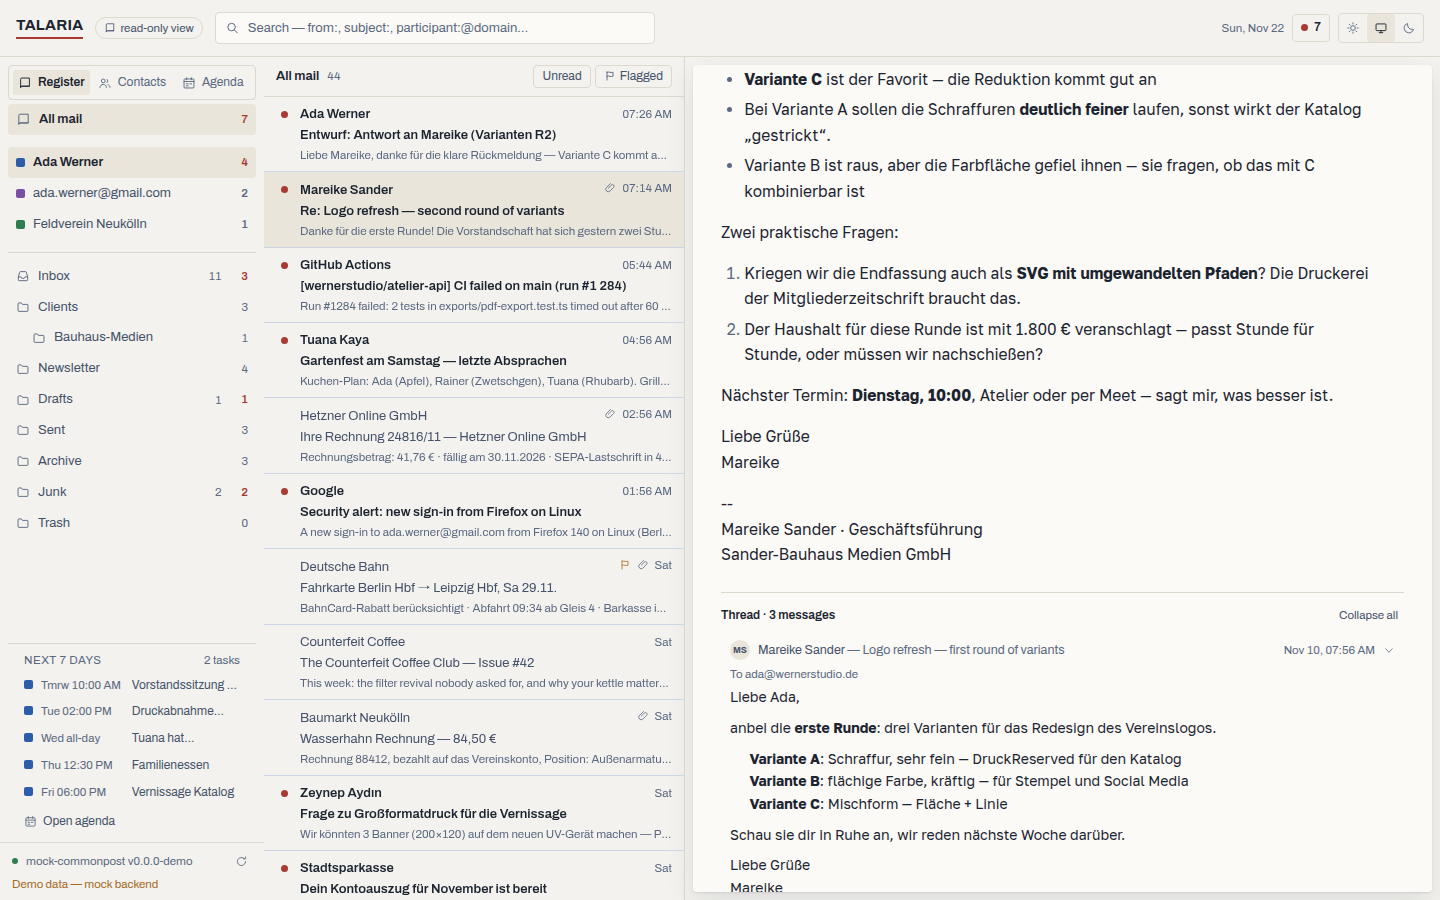 TALARIA
read-only view
Search — from:, subject:, participant:@domain...
Sun, Nov 22
7
Register
Contacts
Agenda
All mail 7
Ada Werner 4
ada.werner@gmail.com 2
Feldverein Neukölln 1
Inbox 11 3
Clients 3
Bauhaus-Medien 1
Newsletter 4
Drafts 1 1
Sent 3
Archive 3
Junk 2 2
Trash 0
NEXT 7 DAYS 2 tasks
Tmrw 10:00 AM Vorstandssitzung ...
Tue 02:00 PM Druckabnahme...
Wed all-day Tuana hat...
Thu 12:30 PM Familienessen
Fri 06:00 PM Vernissage Katalog
Open agenda
mock-commonpost v0.0.0-demo
Demo data — mock backend
All mail 44
Unread
Flagged
Ada Werner 07:26 AM
Entwurf: Antwort an Mareike (Varianten R2)
Liebe Mareike, danke für die klare Rückmeldung — Variante C kommt a...
Mareike Sander 07:14 AM
Re: Logo refresh — second round of variants
Danke für die erste Runde! Die Vorstandschaft hat sich gestern zwei Stu...
GitHub Actions 05:44 AM
[wernerstudio/atelier-api] CI failed on main (run #1 284)
Run #1284 failed: 2 tests in exports/pdf-export.test.ts timed out after 60 ...
Tuana Kaya 04:56 AM
Gartenfest am Samstag — letzte Absprachen
Kuchen-Plan: Ada (Apfel), Rainer (Zwetschgen), Tuana (Rhubarb). Grill...
Hetzner Online GmbH 02:56 AM
Ihre Rechnung 24816/11 — Hetzner Online GmbH
Rechnungsbetrag: 41,76 € · fällig am 30.11.2026 · SEPA-Lastschrift in 4...
Google 01:56 AM
Security alert: new sign-in from Firefox on Linux
A new sign-in to ada.werner@gmail.com from Firefox 140 on Linux (Berl...
Deutsche Bahn Sat
Fahrkarte Berlin Hbf → Leipzig Hbf, Sa 29.11.
BahnCard-Rabatt berücksichtigt · Abfahrt 09:34 ab Gleis 4 · Barkasse i...
Counterfeit Coffee Sat
The Counterfeit Coffee Club — Issue #42
This week: the filter revival nobody asked for, and why your kettle matter...
Baumarkt Neukölln Sat
Wasserhahn Rechnung — 84,50 €
Rechnung 88412, bezahlt auf das Vereinskonto, Position: Außenarmatu...
Zeynep Aydın Sat
Frage zu Großformatdruck für die Vernissage
Wir könnten 3 Banner (200×120) auf dem neuen UV-Gerät machen — P...
Stadtsparkasse Sat
Dein Kontoauszug für November ist bereit
• Variante C ist der Favorit – die Reduktion kommt gut an
• Bei Variante A sollen die Schraffuren deutlich feiner laufen, sonst wirkt der Katalog
„gestrickt“.
• Variante B ist raus, aber die Farbfläche gefiel ihnen – sie fragen, ob das mit C
kombinierbar ist
Zwei praktische Fragen:
1. Kriegen wir die Endfassung auch als SVG mit umgewandelten Pfaden? Die Druckerei
der Mitgliederzeitschrift braucht das.
2. Der Haushalt für diese Runde ist mit 1.800 € veranschlagt – passt Stunde für
Stunde, oder müssen wir nachschießen?
Nächster Termin: Dienstag, 10:00, Atelier oder per Meet – sagt mir, was besser ist.
Liebe Grüße
Mareike
--
Mareike Sander · Geschäftsführung
Sander-Bauhaus Medien GmbH
Thread · 3 messages Collapse all
MS Mareike Sander — Logo refresh — first round of variants Nov 10, 07:56 AM
To ada@wernerstudio.de
Liebe Ada,
anbei die erste Runde: drei Varianten für das Redesign des Vereinslogos.
Variante A: Schraffur, sehr fein – DruckReserved für den Katalog
Variante B: flächige Farbe, kräftig – für Stempel und Social Media
Variante C: Mischform – Fläche + Linie
Schau sie dir in Ruhe an, wir reden nächste Woche darüber.
Liebe Grüße
Mareike